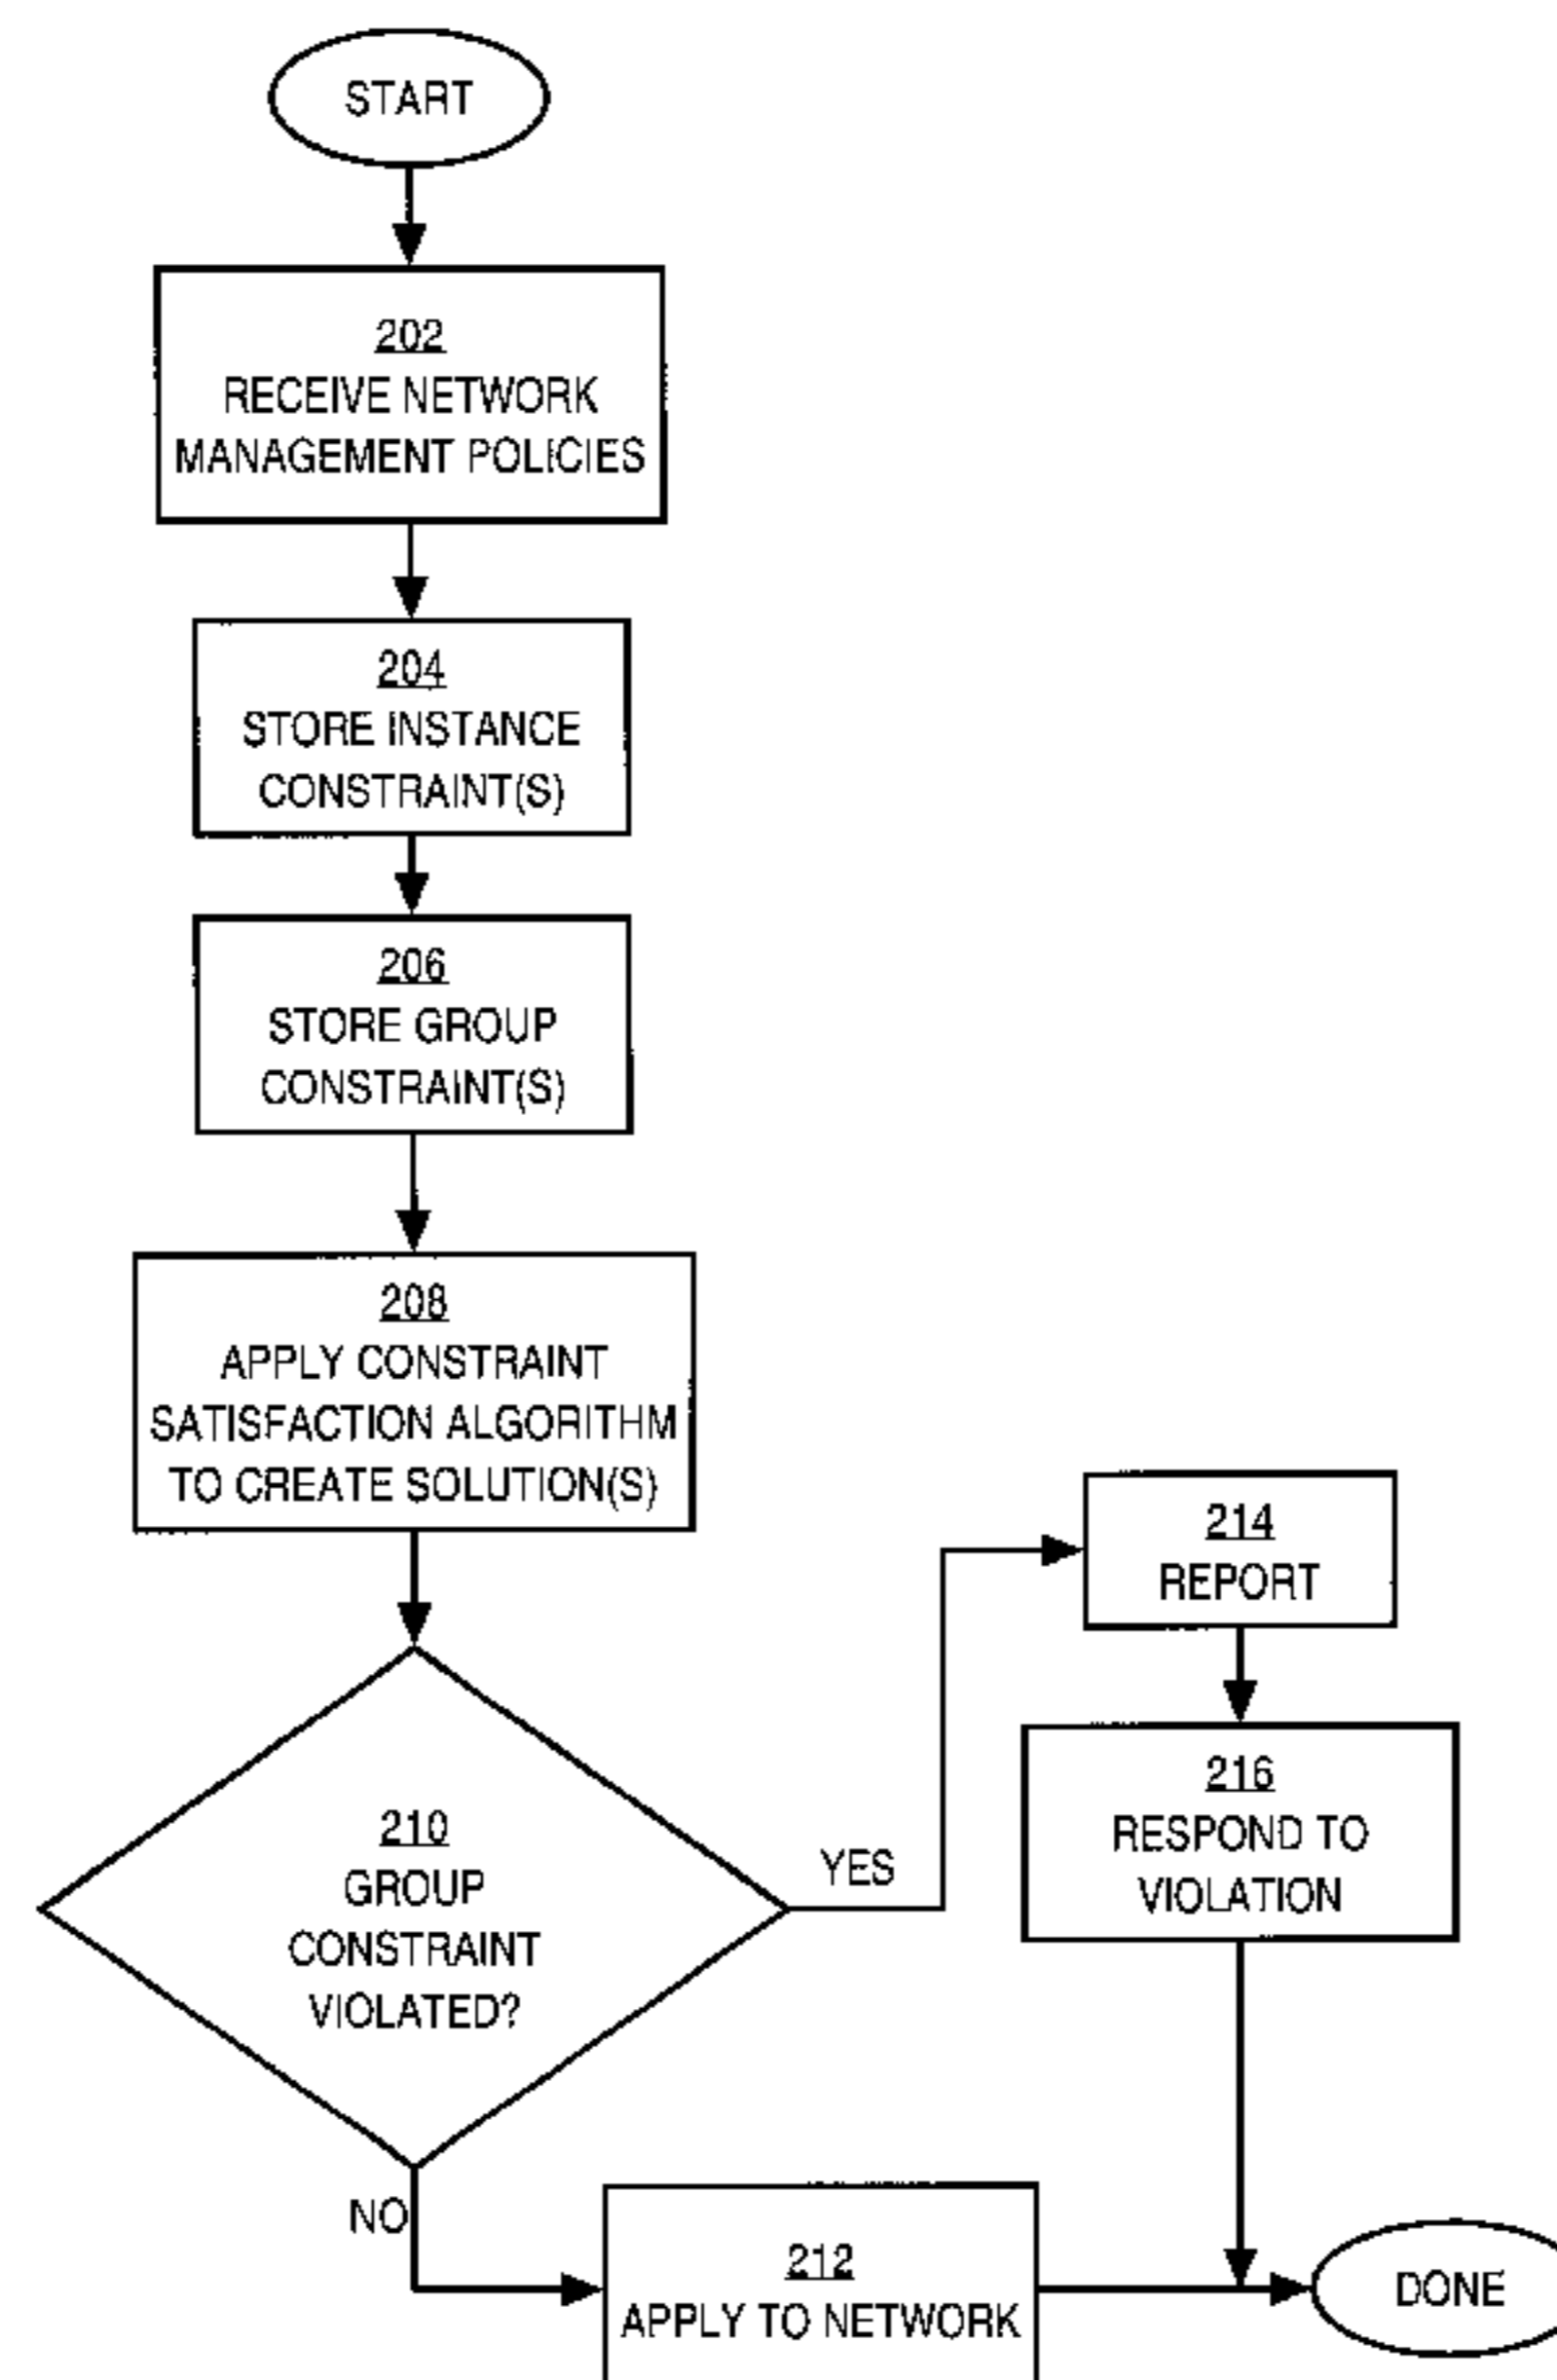 START
202
RECEIVE NETWORK
MANAGEMENT POLICIES
204
STORE INSTANCE
CONSTRAINT(S)
206
STORE GROUP
CONSTRAINT(S)
208
APPLY CONSTRAINT
SATISFACTION ALGORITHM
TO CREATE SOLUTION(S)
210
GROUP
CONSTRAINT
VIOLATED?
YES
214
REPORT
216
RESPOND TO
VIOLATION
NO
212
APPLY TO NETWORK
DONE